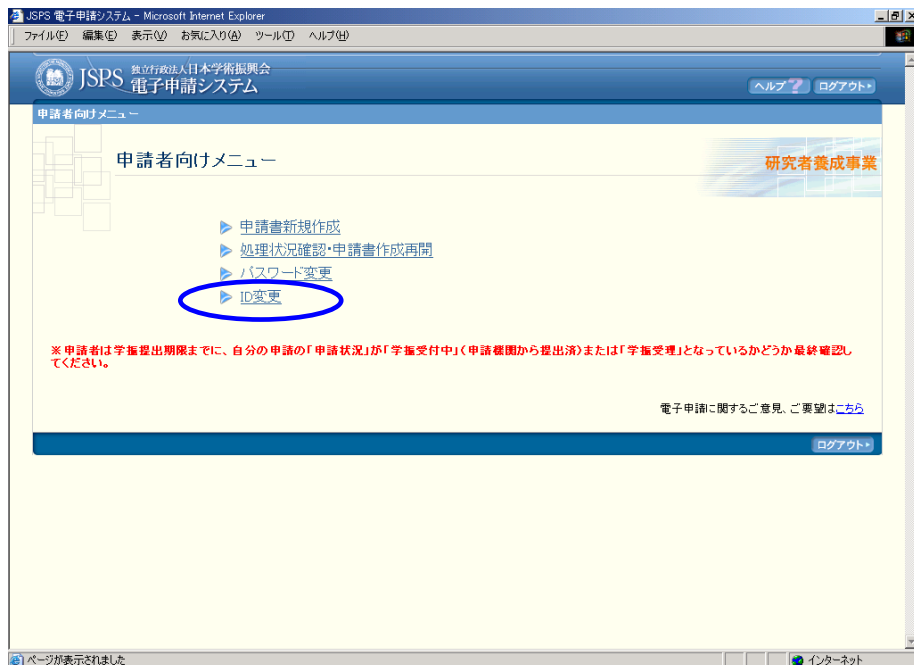 JSPS 電子申請システム - Microsoft Internet Explorer
ファイル(F) 編集(E) 表示(V) お気に入り(A) ツール(T) ヘルプ(H)
JSPS 独立行政法人日本学術振興会
電子申請システム
ヘルプ ? ログアウト
申請者向けメニュー
申請者向けメニュー
研究者養成事業
申請書新規作成
処理状況確認・申請書作成再開
パスワード変更
ID変更
※申請者は学振提出期限までに、自分の申請の「申請状況」が「学振受付中」(申請機関から提出済)または「学振受理」となっているかどうか最終確認し
てください。
電子申請に関するご意見、ご要望はこちら
ログアウト
ページが表示されました
インターネット